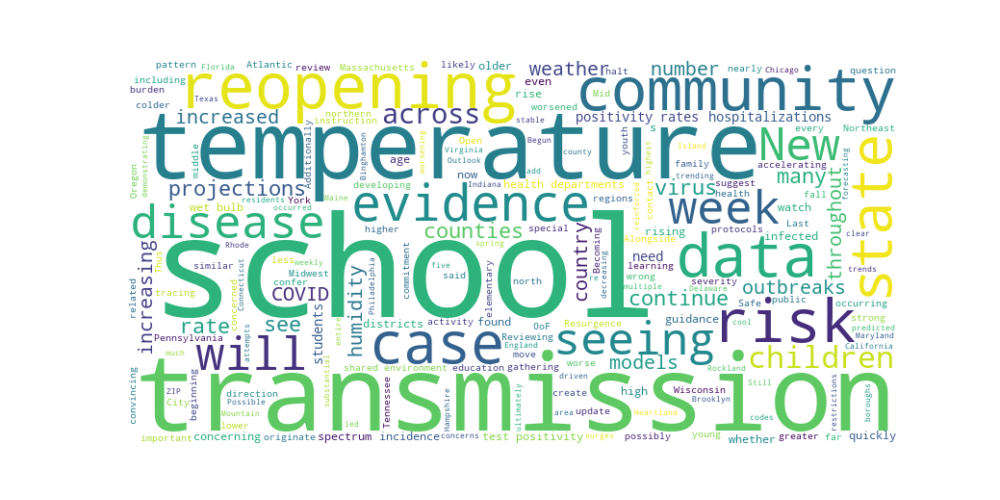 pattern Florida Atlantic review Massachusetts likely older weather halt number nearly Chicago question
including reopening even Mid community every
burden Texas rise worsened
colder increased northern across stable positivity rates hospitalizations
instruction Additionally Binghamton worsening Open Begun county youth s Island New Northeast
Oregon demonstrating middle temperature age Virginia Outlook add highest family accelerating forecasting state
projections now Indiana health departments contact reinforced virus trending suggest health many
developing regions protocols fall throughout
wet bulb residents York Maine evidence week Last watch clear
disease occurred higher counties special Alongside rising infected trends
Rhode humidity spring country Becoming need data
similar less Midwest Philadelphia commitment five said north re decreasing learning severity occurring
increasing Thus concerned Connecticut weekly confer school wrong multiple Delaware outbreaks
related tracing COVID students elementary continue Safe public
rate see districts activity found OoF Resurgence guidance risk strong predicted Maryland California
Pennsylvania will attempts entire case Reviewing England seeing models cool
much shared environment education gathering move worse Rockland children
convincing ZIP beginning direction substantial Tennessee driven create high Wisconsin Still restrictions boroughs
City Possible transmission Hampshire ultimately area update Heartland Brooklyn codes
lower Mountain led concerns surges
important concerning originate spectrum incidence test positivity possibly young whether greater far quickly